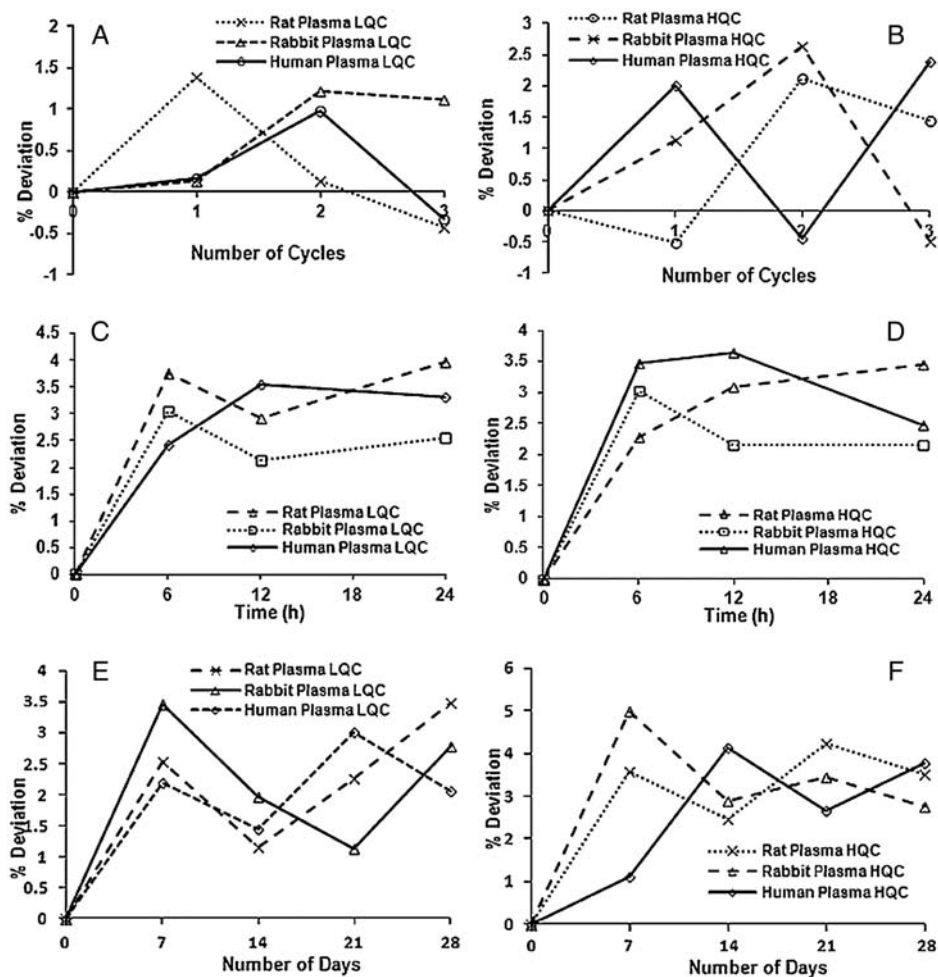 A
Rat Plasma LQC
Rabbit Plasma LQC
Human Plasma LQC
% Deviation
2
1.5
1
0.5
0
-0.5
-1
0
1
2
3
Number of Cycles
B
Rat Plasma HQC
Rabbit Plasma HQC
Human Plasma HQC
% Deviation
3
2.5
2
1.5
1
0.5
0
-0.5
-1
0
1
2
3
Number of Cycles
C
% Deviation
4.5
4
3.5
3
2.5
2
1.5
1
0.5
0
Rat Plasma LQC
Rabbit Plasma LQC
Human Plasma LQC
0
6
12
18
24
Time (h)
D
% Deviation
4
3.5
3
2.5
2
1.5
1
0.5
0
Rat Plasma HQC
Rabbit Plasma HQC
Human Plasma HQC
0
6
12
18
24
Time (h)
E
Rat Plasma LQC
Rabbit Plasma LQC
Human Plasma LQC
% Deviation
4
3.5
3
2.5
2
1.5
1
0.5
0
0
7
14
21
28
Number of Days
F
% Deviation
6
5
4
3
2
1
0
Rat Plasma HQC
Rabbit Plasma HQC
Human Plasma HQC
0
7
14
21
28
Number of Days